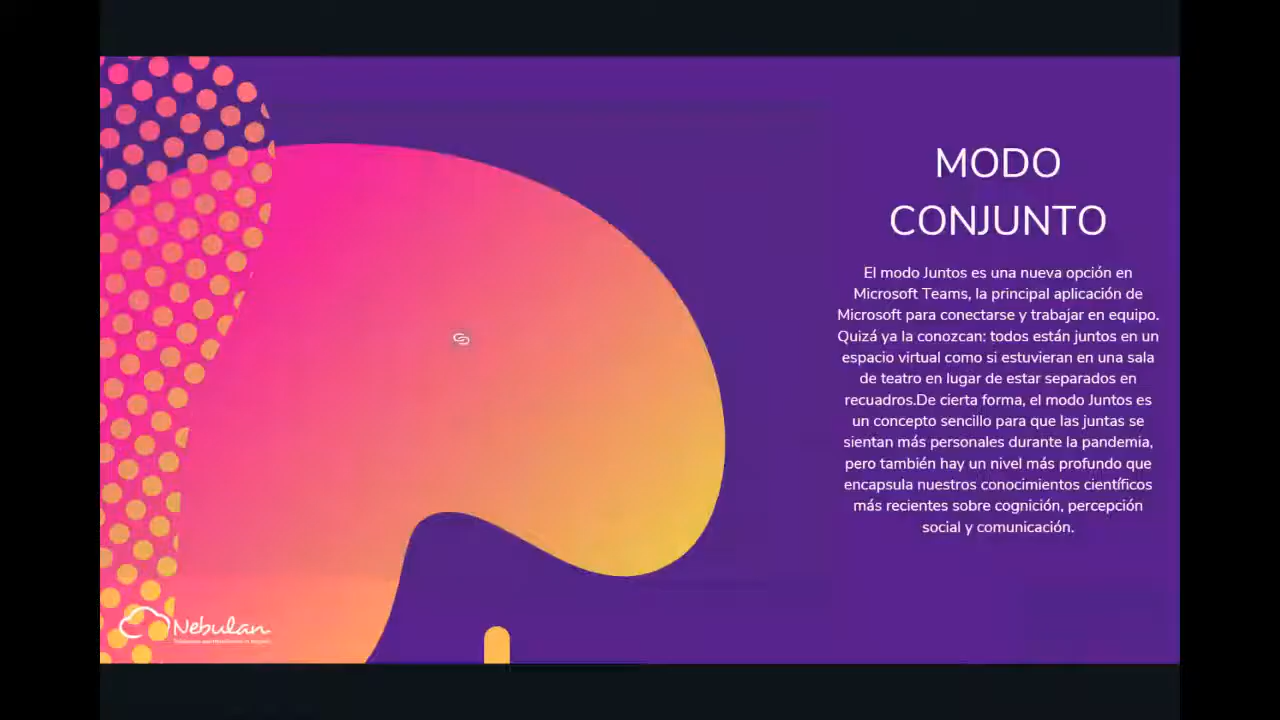 MODO
CONJUNTO
El modo Juntos es una nueva opción en
Microsoft Teams, la principal aplicación de
Microsoft para conectarse y trabajar en equipo.
Quizá ya la conozcan: todos están juntos en un
espacio virtual como si estuvieran en una sala
de teatro en lugar de estar separados en
recuadros.De cierta forma, el modo Juntos es
un concepto sencillo para que las juntas se
sientan más personales durante la pandemia,
pero también hay un nivel más profundo que
encapsula nuestros conocimientos científicos
más recientes sobre cognición, percepción
social y comunicación.
Nebulan